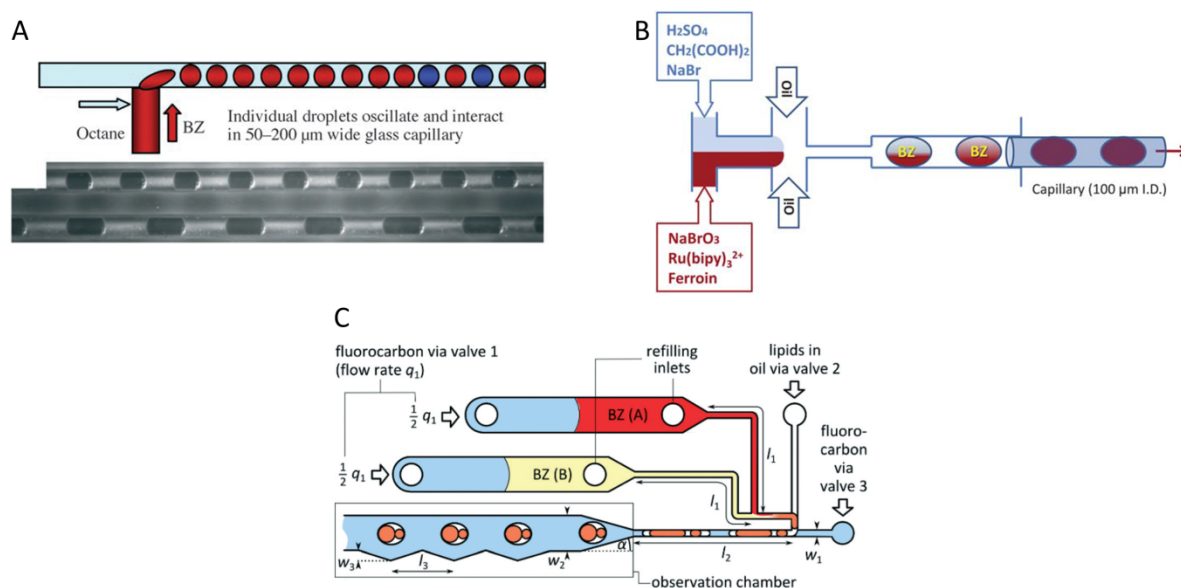 A
Octane
BZ
Individual droplets oscillate and interact
in 50–200 µm wide glass capillary
B
H₂SO₄
CH₂(COOH)₂
NaBr
Oil
BZ
BZ
Oil
Capillary (100 µm I.D.)
NaBrO₃
Ru(bipy)₃²⁺
Ferroin
C
fluorocarbon via valve 1
(flow rate q₁)
refilling
inlets
lipids in
oil via valve 2
½ q₁
BZ (A)
l₁
fluoro-
carbon
via
valve 3
½ q₁
BZ (B)
l₁
w₃
l₃
w₂
α
l₂
w₁
observation chamber